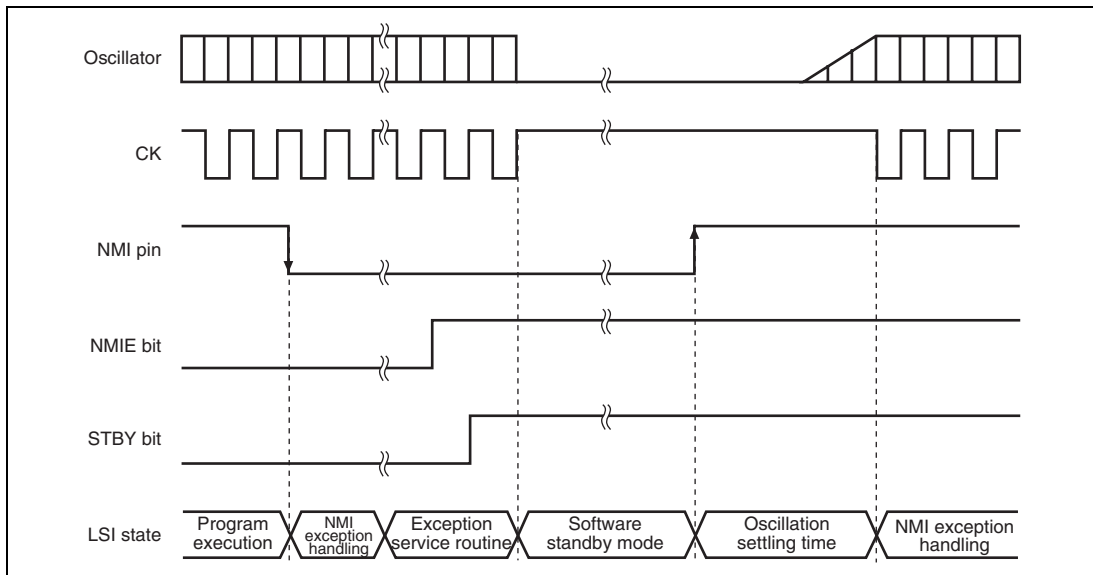 Oscillator
CK
NMI pin
NMIE bit
STBY bit
LSI state
Program
execution
NMI
exception
handling
Exception
service routine
Software
standby mode
Oscillation
settling time
NMI exception
handling